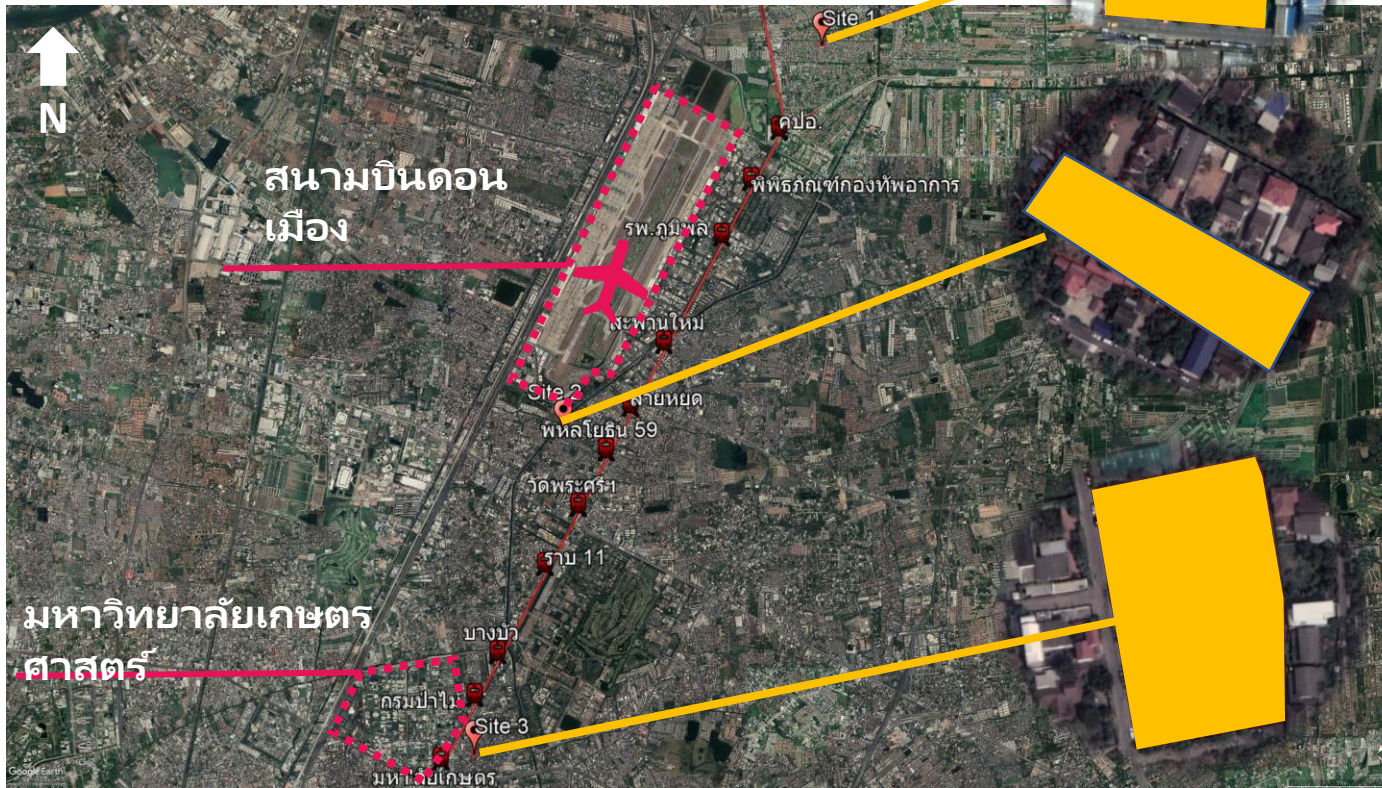 Site 1
N
คปอ.
สนามบินดอน
เมือง
พิพิธภัณฑ์กองทัพอากาศ
รพ.ภูมิพล
สะพานใหม่
Site 2
สายหยุด
พหลโยธิน 59
วัดพระศรีฯ
ราบ 11
มหาวิทยาลัยเกษตร
ศาสตร์
บางบัว
กรมป่าไม้
Site 3
มหาลัยเกษตร
Google Earth